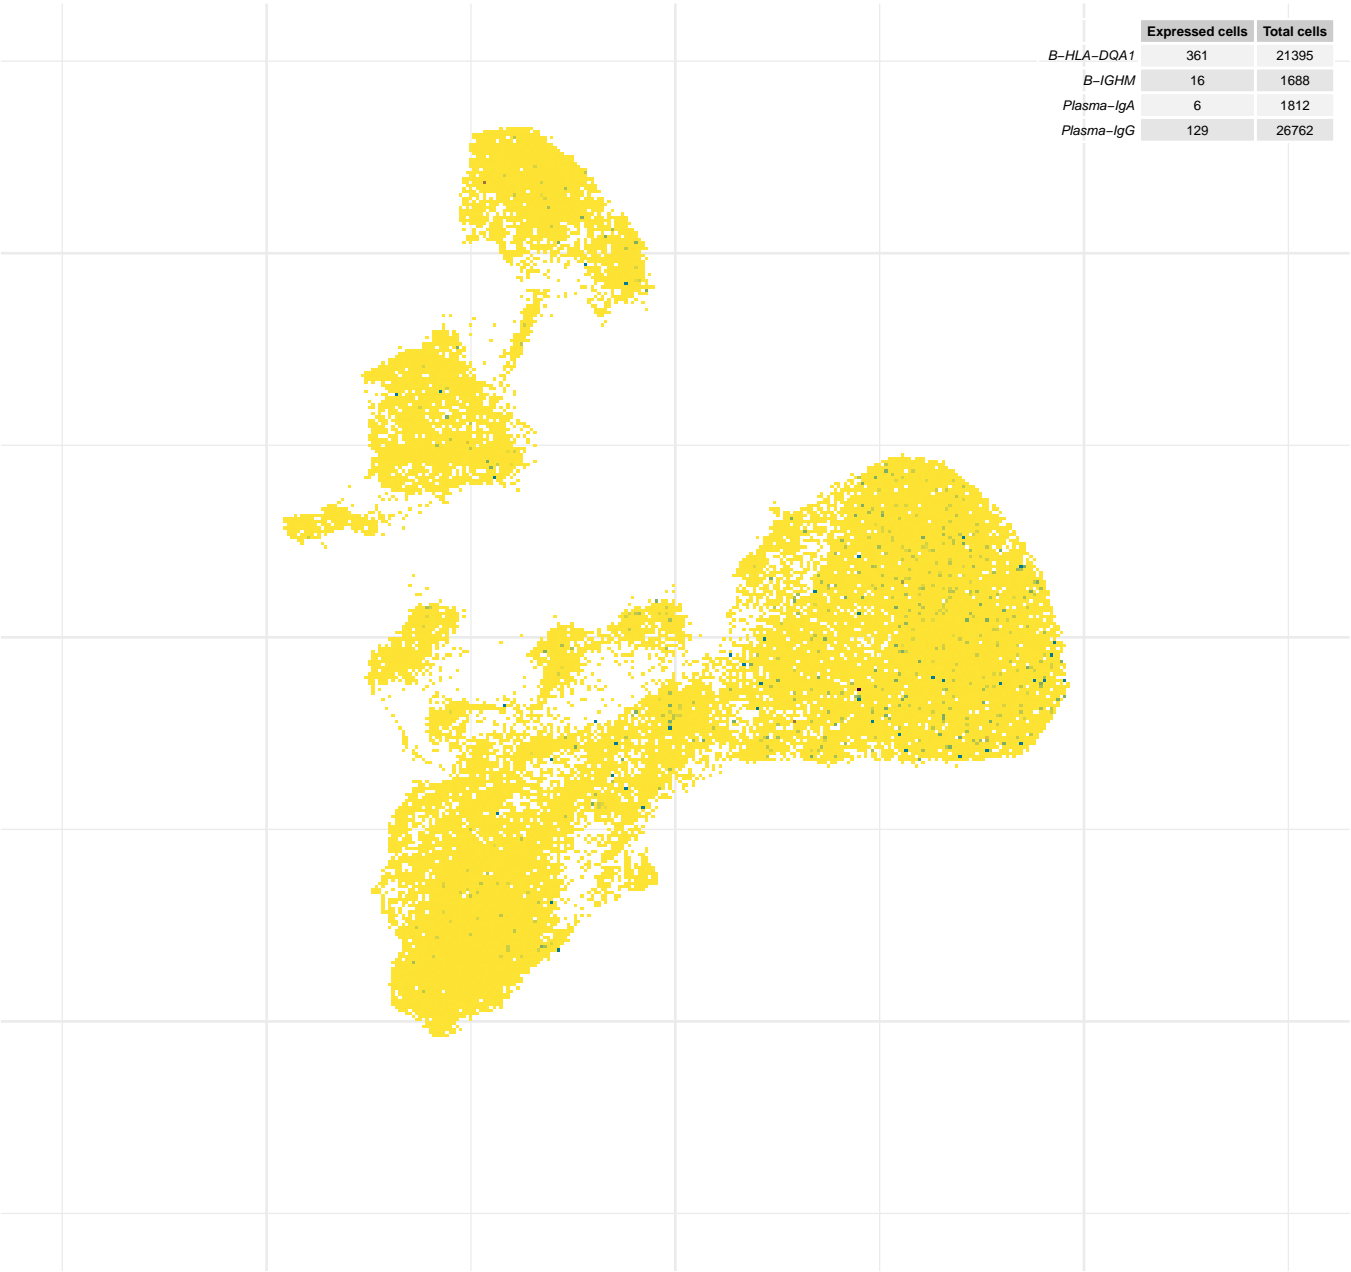 Expressed cells Total cells
B−HLA−DQA1 361 21395
B−IGHM 16 1688
Plasma−IgA 6 1812
Plasma−IgG 129 26762